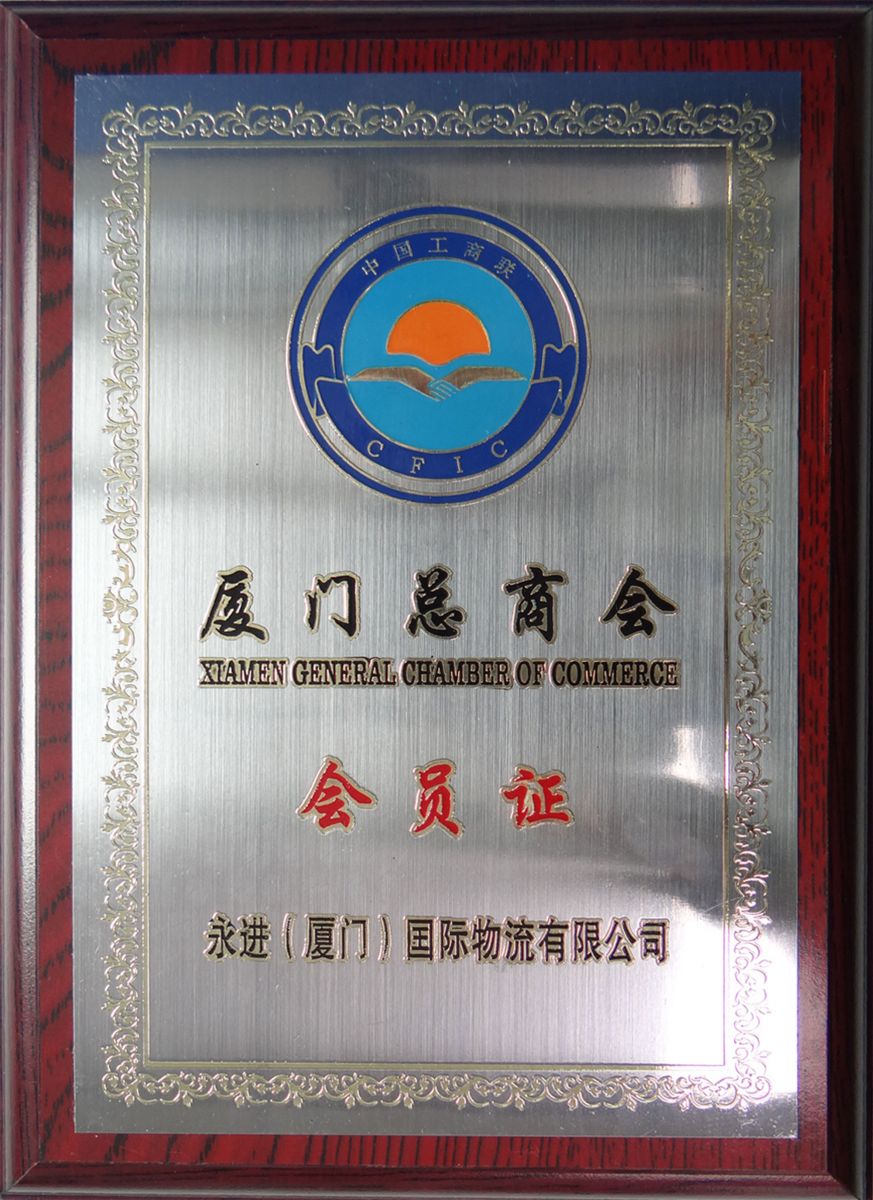 中国工商联
CFIC
厦门总商会
XIAMEN GENERAL CHAMBER OF COMMERCE
会员证
永进(厦门)国际物流有限公司